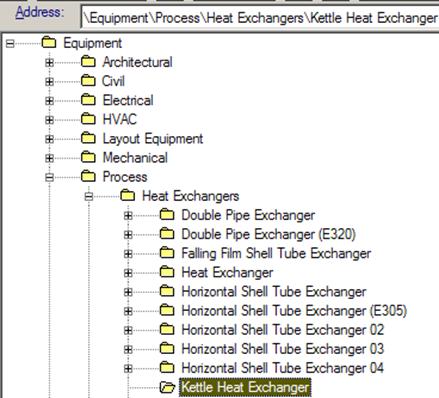 Address: \Equipment\Process\Heat Exchangers\Kettle Heat Exchanger
Equipment
Architectural
Civil
Electrical
HVAC
Layout Equipment
Mechanical
Process
Heat Exchangers
Double Pipe Exchanger
Double Pipe Exchanger (E320)
Falling Film Shell Tube Exchanger
Heat Exchanger
Horizontal Shell Tube Exchanger
Horizontal Shell Tube Exchanger (E305)
Horizontal Shell Tube Exchanger 02
Horizontal Shell Tube Exchanger 03
Horizontal Shell Tube Exchanger 04
Kettle Heat Exchanger